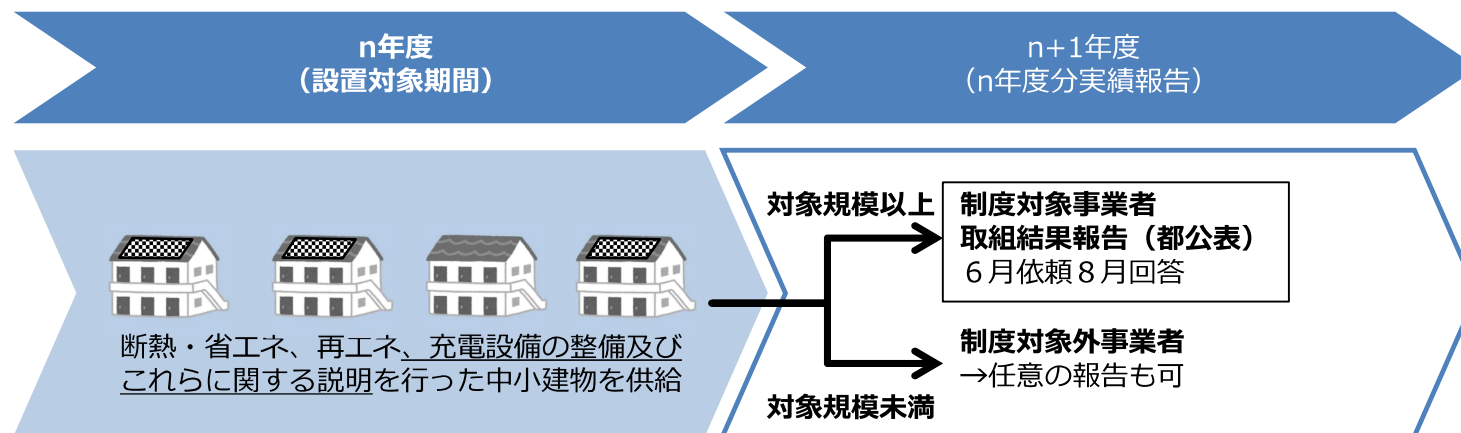 n年度
（設置対象期間）
n+1年度
（n年度分実績報告）
断熱・省エネ、再エネ、充電設備の整備及び
これらに関する説明を行った中小建物を供給
対象規模以上
制度対象事業者
取組結果報告（都公表）
６月依頼８月回答
制度対象外事業者
→任意の報告も可
対象規模未満